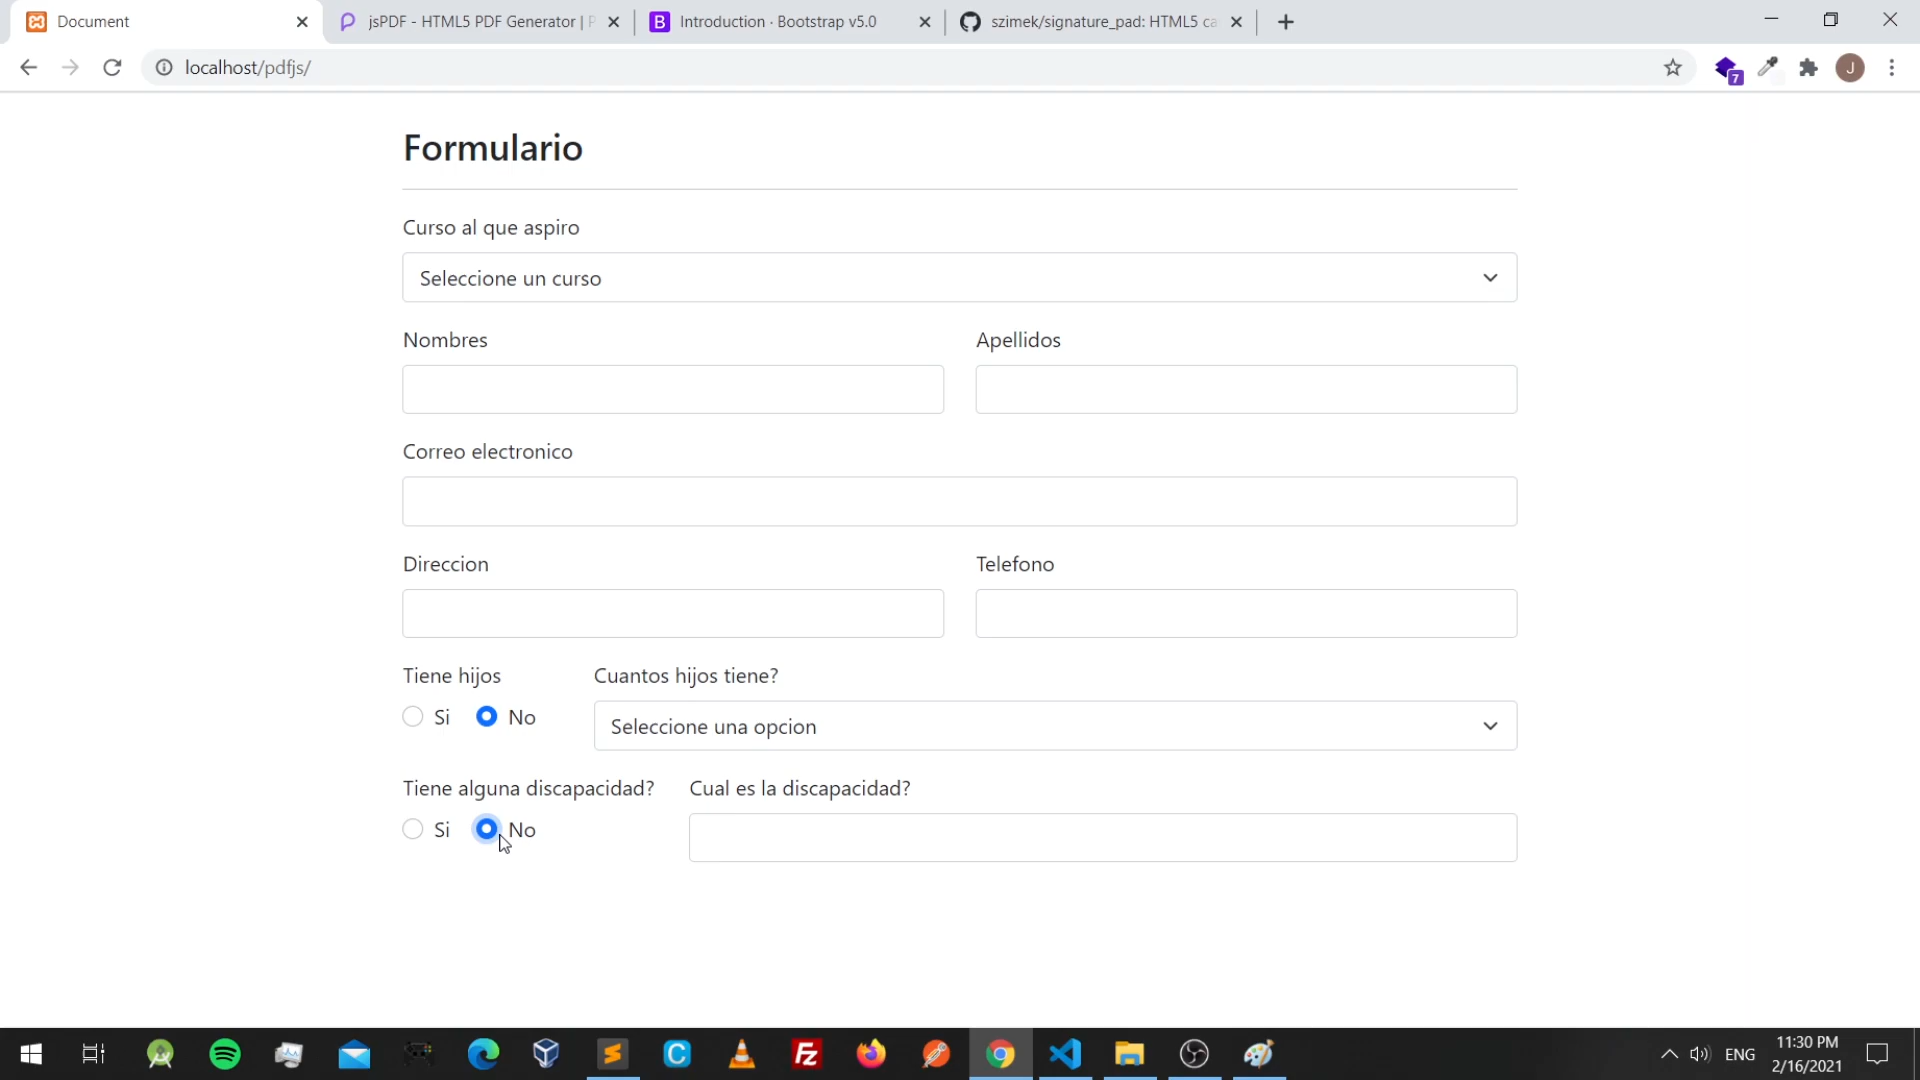 Document
jsPDF - HTML5 PDF Generator | P
Introduction · Bootstrap v5.0
szimek/signature_pad: HTML5 ca
localhost/pdfjs/
7
J
Formulario
Curso al que aspiro
Seleccione un curso
Nombres
Apellidos
Correo electronico
Direccion
Telefono
Tiene hijos
Cuantos hijos tiene?
Si
No
Seleccione una opcion
Tiene alguna discapacidad?
Cual es la discapacidad?
Si
No
ENG
11:30 PM
2/16/2021